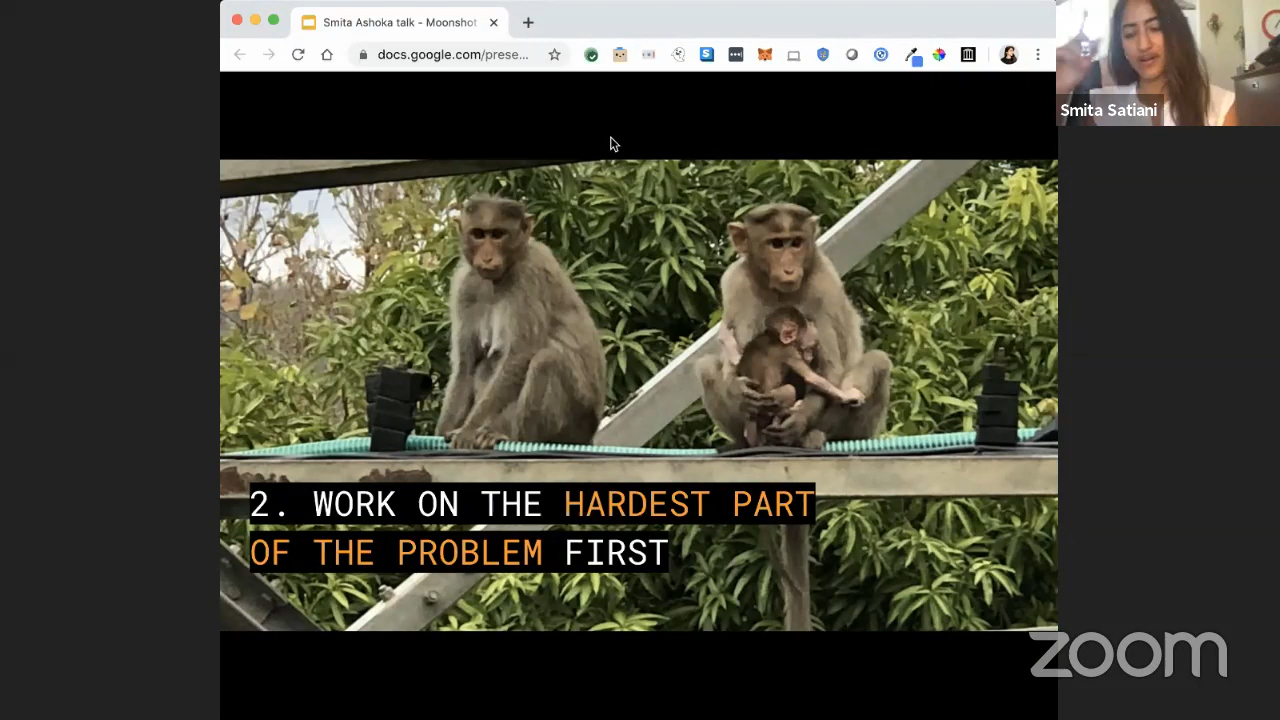 Smita Ashoka talk - Moonshot
docs.google.com/prese...
Smita Satiani
2. WORK ON THE HARDEST PART
OF THE PROBLEM FIRST
zoom